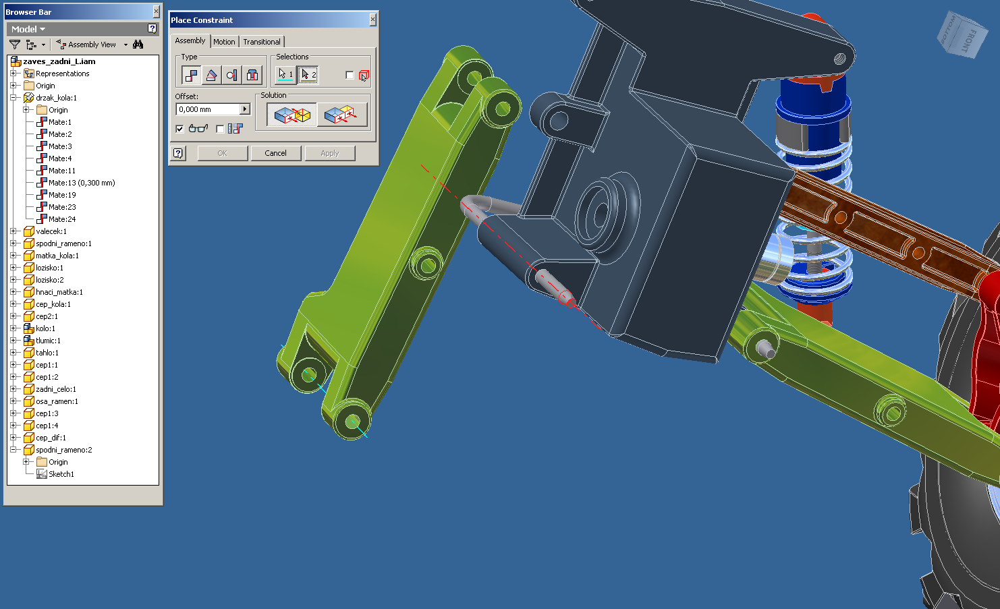 Browser Bar
Model
Assembly View
zaves_zadni_L.iam
Representations
Origin
drzak_kola:1
Origin
Mate:1
Mate:2
Mate:3
Mate:4
Mate:11
Mate:13 (0,300 mm)
Mate:19
Mate:23
Mate:24
valecek:1
spodni_rameno:1
matka_kola:1
lozisko:1
lozisko:2
hnaci_matka:1
cep_kola:1
cep2:1
kolo:1
tlumic:1
tahlo:1
cep1:1
cep1:2
zadni_celo:1
osa_ramen:1
cep1:3
cep1:4
cep_dif:1
spodni_rameno:2
Origin
Sketch1
Place Constraint
Assembly
Motion
Transitional
Type
Selections
1
2
Offset:
Solution
0,000 mm
OK
Cancel
Apply
BOTTOM
FRONT